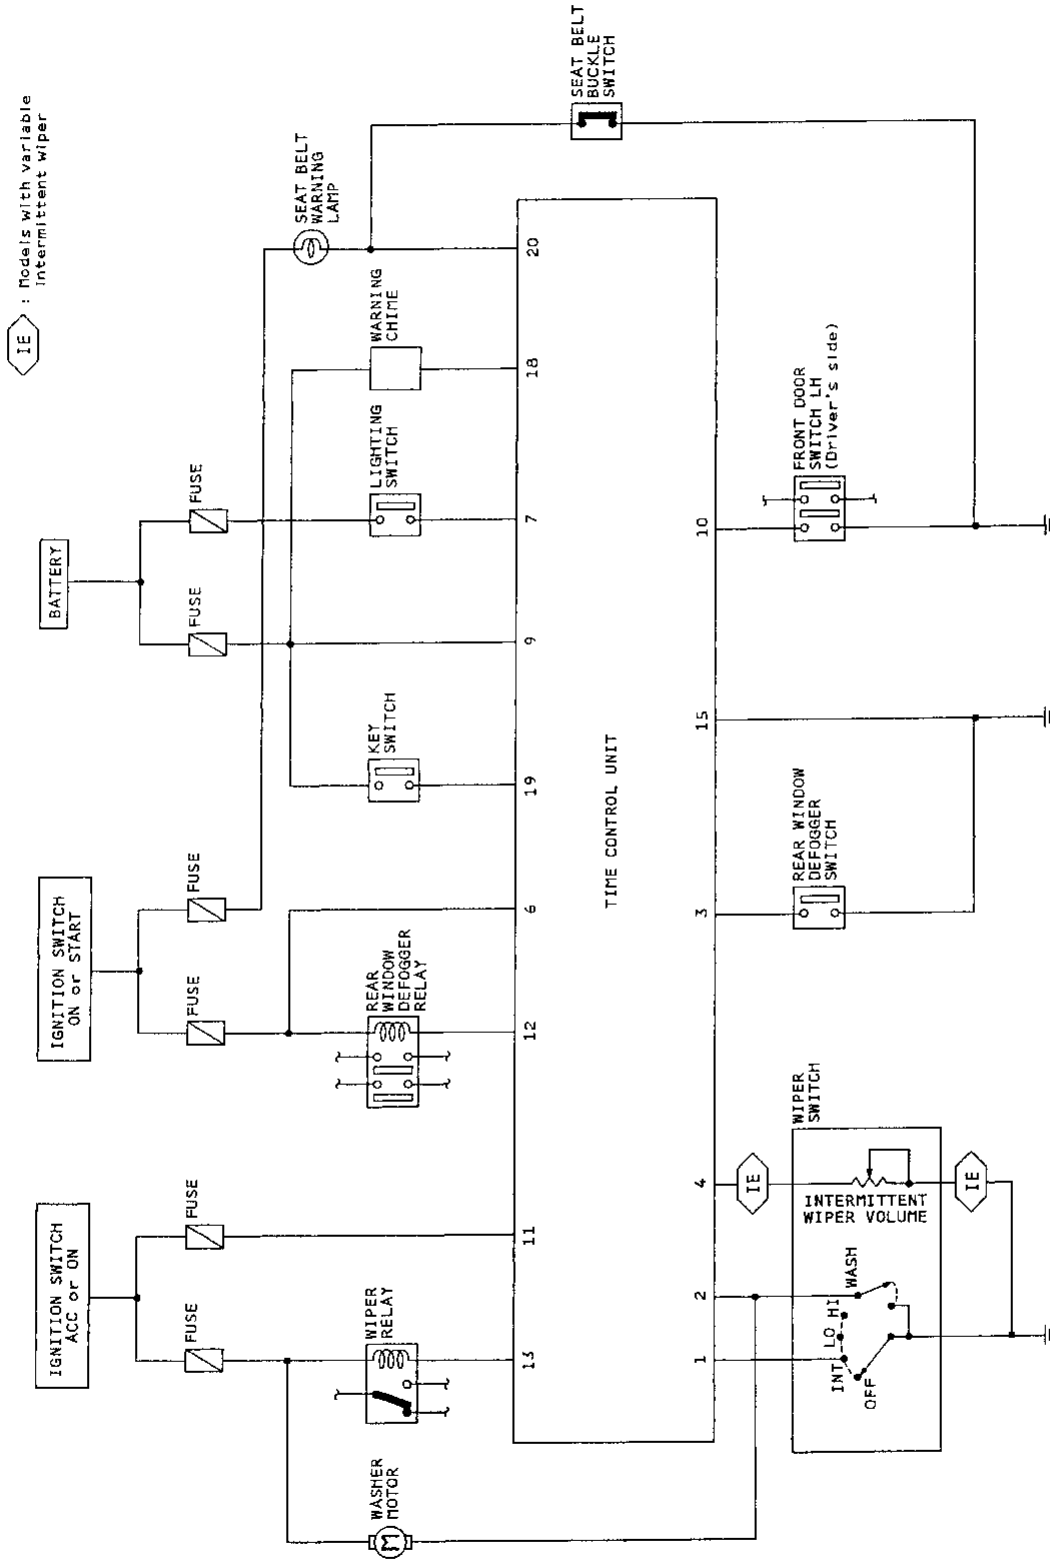 IE : Models with variable
Intermittent wiper
IGNITION SWITCH
ACC or ON
IGNITION SWITCH
ON or START
BATTERY
FUSE
FUSE
FUSE
FUSE
FUSE
FUSE
WASHER
MOTOR
WIPER
RELAY
REAR
WINDOW
DEFOGGER
RELAY
KEY
SWITCH
LIGHTING
SWITCH
WARNING
CHIME
SEAT BELT
WARNING
LAMP
SEAT BELT
BUCKLE
SWITCH
M
13
11
12
6
19
9
7
18
20
TIME CONTROL UNIT
1
2
4
3
15
10
IE
WIPER
SWITCH
INT
LO
HI
OFF
WASH
INTERMITTENT
WIPER VOLUME
IE
REAR WINDOW
DEFOGGER
SWITCH
FRONT DOOR
SWITCH LH
(Driver's side)